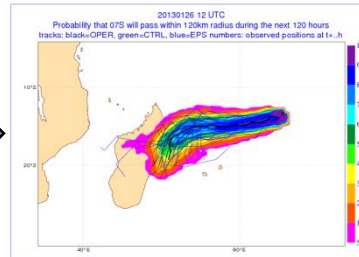 20130126 12 UTC
Probability that 07S will pass within 120km radius during the next 120 hours
tracks: black=OPER, green=CTRL, blue=EPS numbers: observed positions at t+..h
10°S
20°S
40°E
60°E